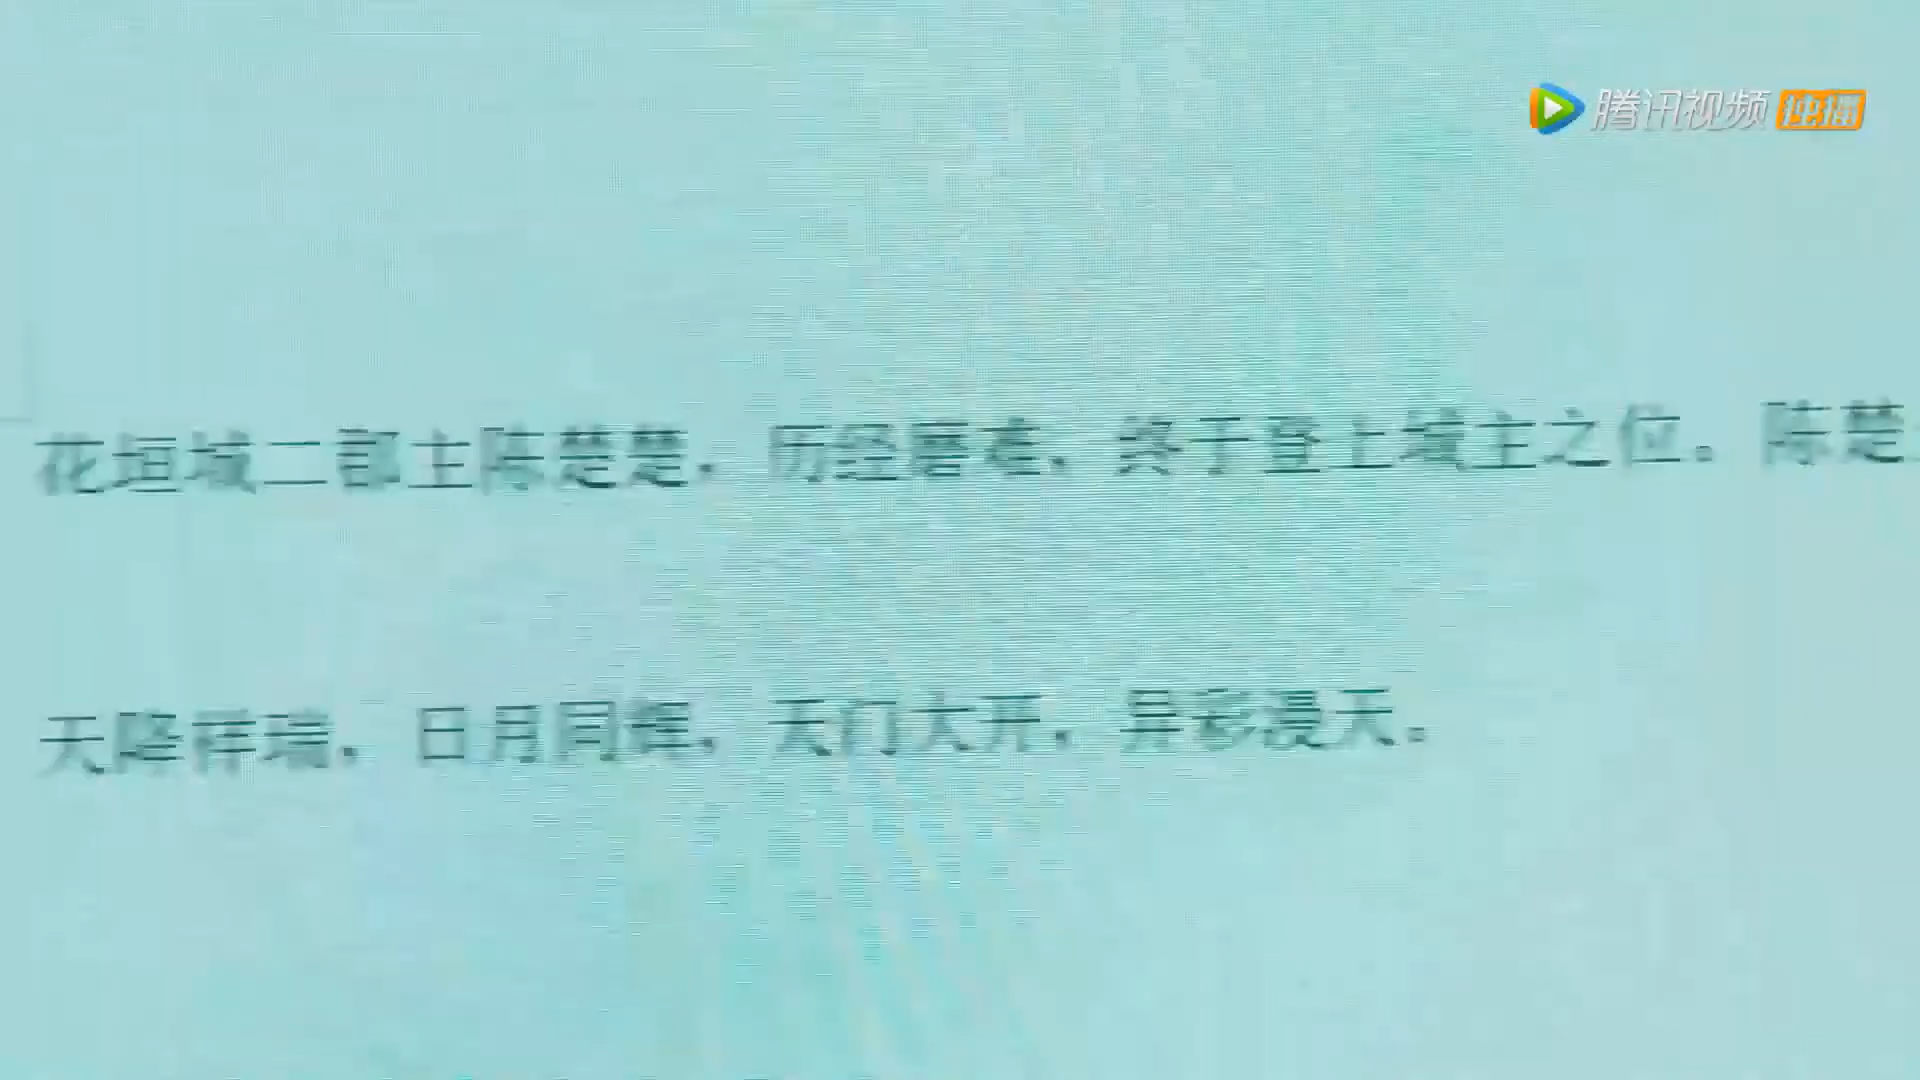 腾讯视频 独播
花垣城二郡主陈楚楚，历经磨难，终于登上城主之位。陈楚
天降祥瑞，日月同辉，天门大开，异彩漫天。